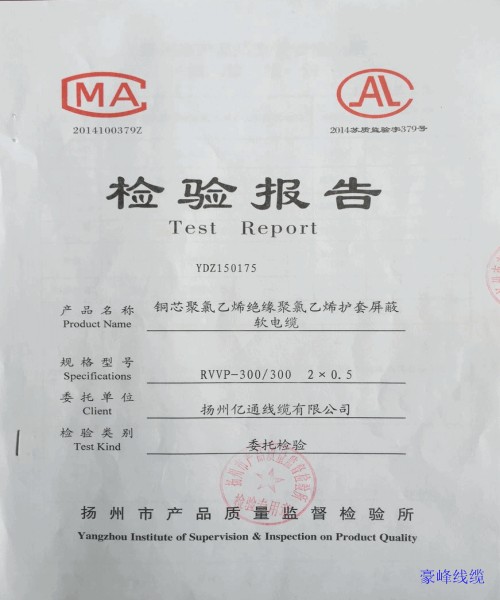 MA
AL
2014100379Z
2014苏质监验字379号
检验报告
Test Report
YDZ150175
产品名称
Product Name
铜芯聚氯乙烯绝缘聚氯乙烯护套屏蔽
软电缆
规格型号
Specifications
RVVP-300/300 2×0.5
委托单位
Client
扬州亿通线缆有限公司
检验类别
Test Kind
委托检验
扬州市产品质量监督检验所
Yangzhou Institute of Supervision & Inspection on Product Quality
豪峰线缆